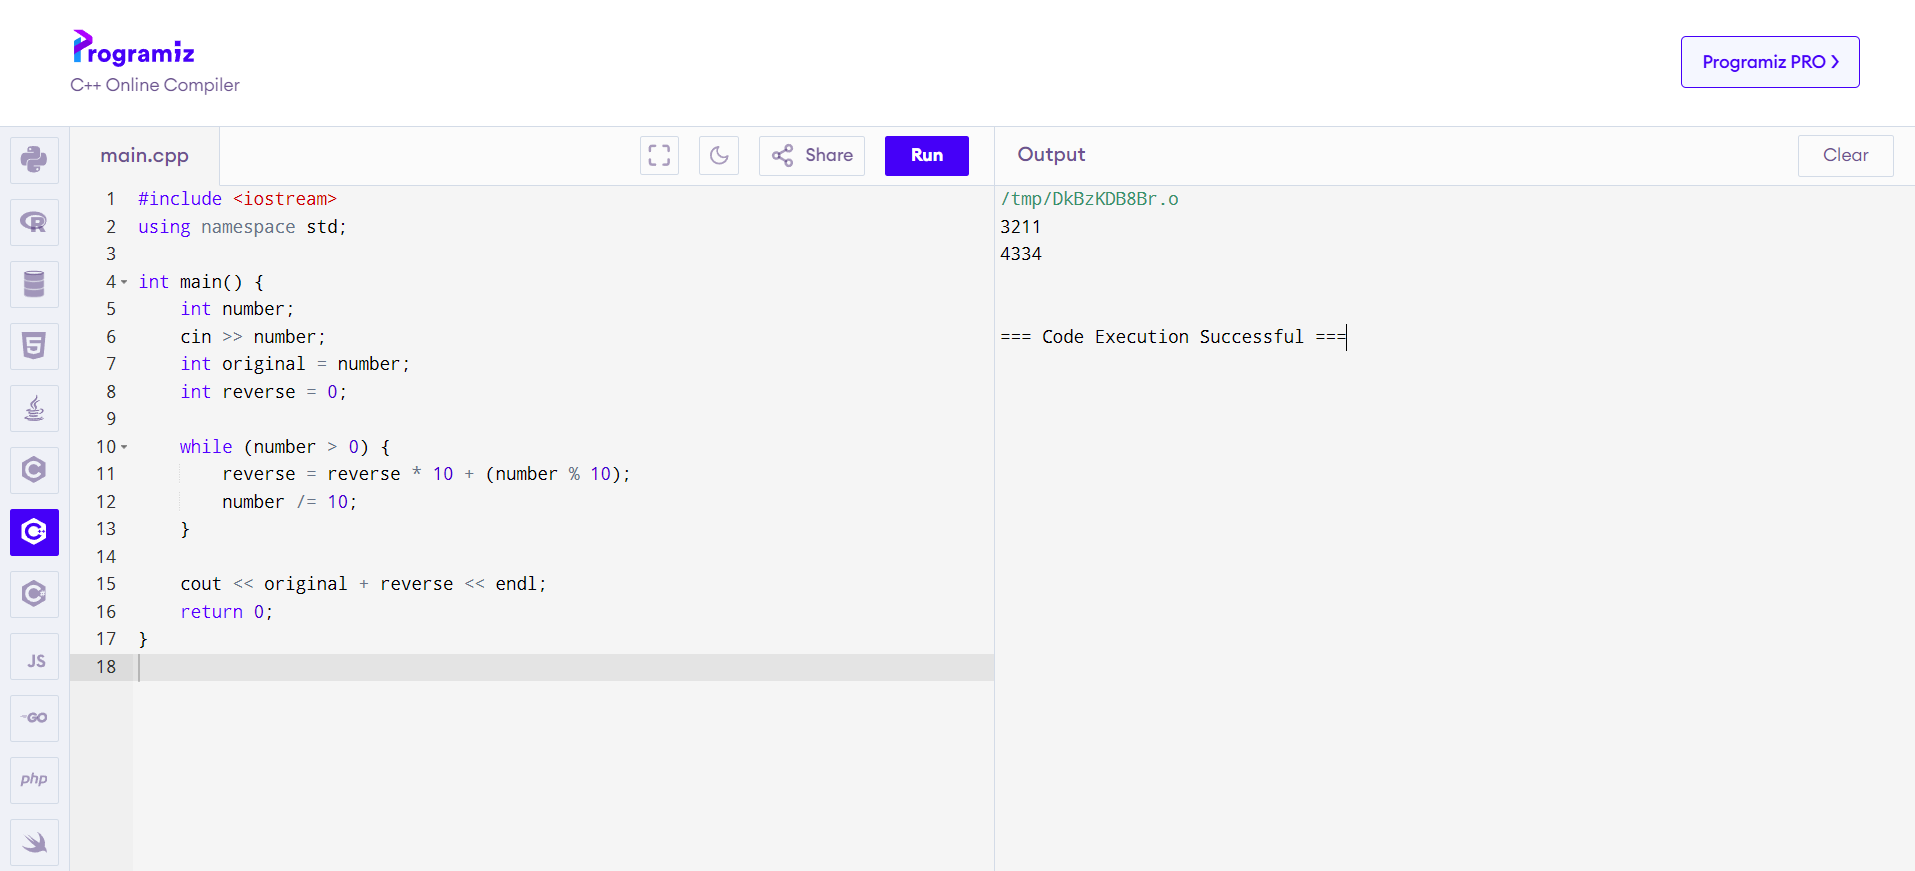 Programiz
C++ Online Compiler
Programiz PRO >
main.cpp
Share
Run
Output
Clear
1 #include <iostream>
2 using namespace std;
3
4 int main() {
5     int number;
6     cin >> number;
7     int original = number;
8     int reverse = 0;
9
10     while (number > 0) {
11         reverse = reverse * 10 + (number % 10);
12         number /= 10;
13     }
14
15     cout << original + reverse << endl;
16     return 0;
17 }
18
/tmp/DkBzKDB8Br.o
3211
4334
=== Code Execution Successful ===
R
5
C
C++
C
JS
GO
php